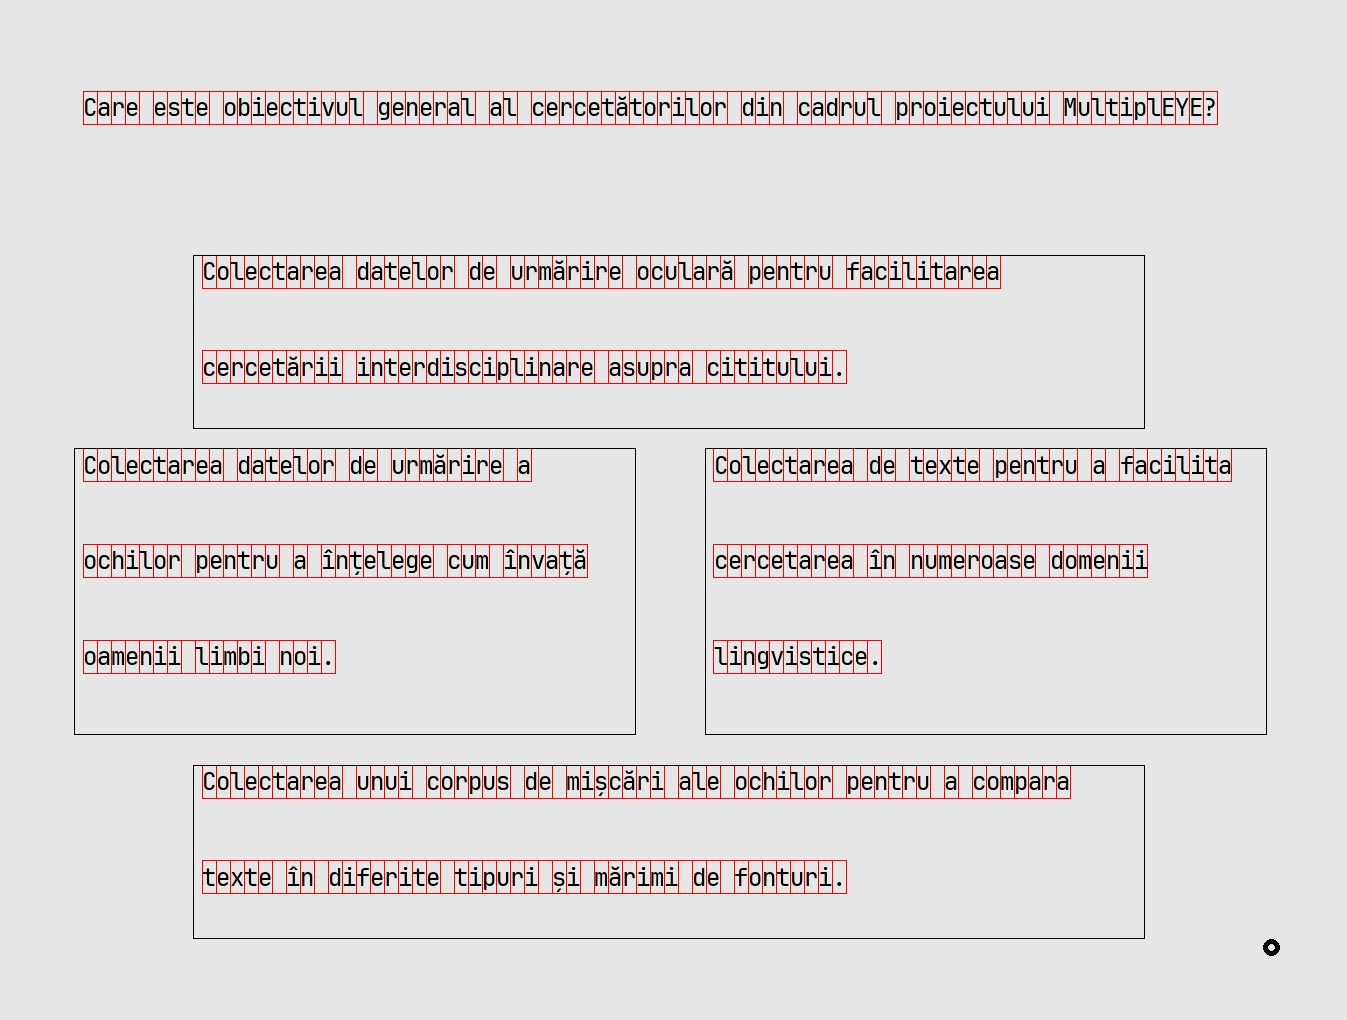 Care este obiectivul general al cercetătorilor din cadrul proiectului MultiplEYE?
Colectarea datelor de urmărire oculară pentru facilitarea
cercetării interdisciplinare asupra cititului.
Colectarea datelor de urmărire a
ochilor pentru a înțelege cum învață
oamenii limbi noi.
Colectarea de texte pentru a facilita
cercetarea în numeroase domenii
lingvistice.
Colectarea unui corpus de mișcări ale ochilor pentru a compara
texte în diferite tipuri și mărimi de fonturi.